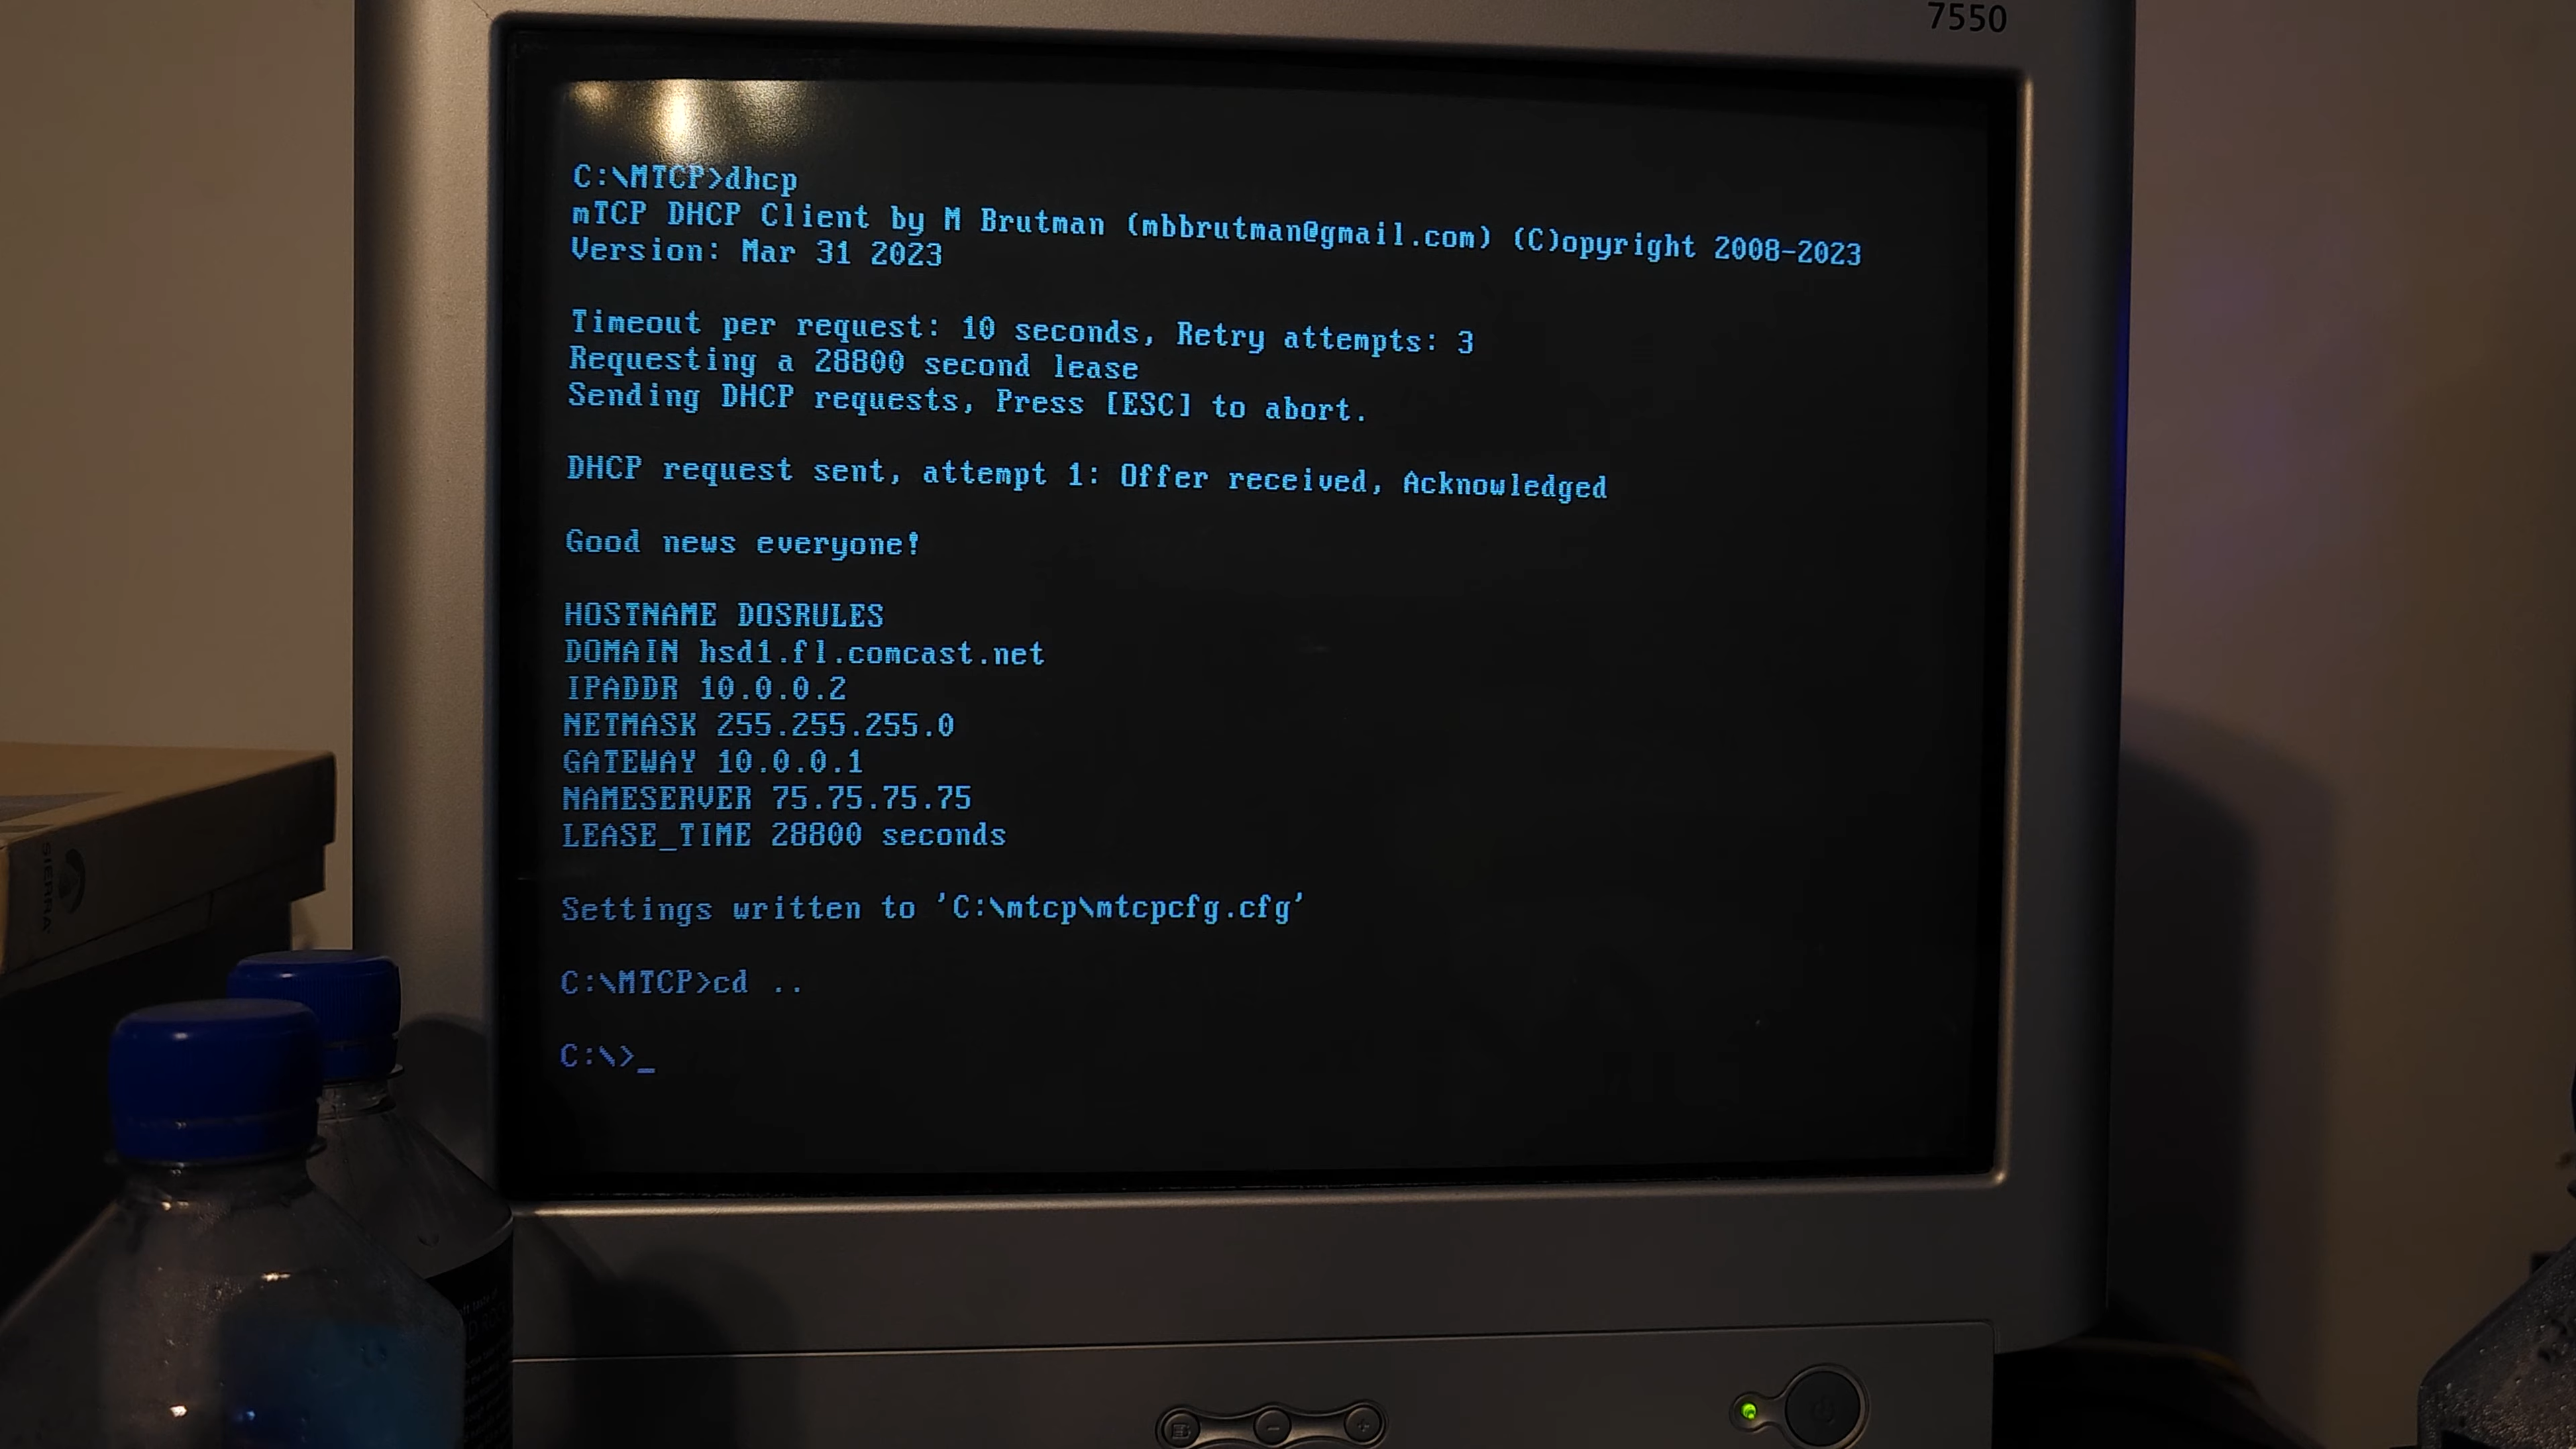 7550
C:\MTCP>dhcp
mTCP DHCP Client by M Brutman (mbbrutman@gmail.com) (C)opyright 2008-2023
Version: Mar 31 2023
Timeout per request: 10 seconds, Retry attempts: 3
Requesting a 28800 second lease
Sending DHCP requests, Press [ESC] to abort.
DHCP request sent, attempt 1: Offer received, Acknowledged
Good news everyone!
HOSTNAME DOSRULES
DOMAIN hsd1.fl.comcast.net
IPADDR 10.0.0.2
NETMASK 255.255.255.0
GATEWAY 10.0.0.1
NAMESERVER 75.75.75.75
LEASE_TIME 28800 seconds
Settings written to 'C:\mtcp\mtcpcfg.cfg'
C:\MTCP>cd ..
C:\>_
SIERRA